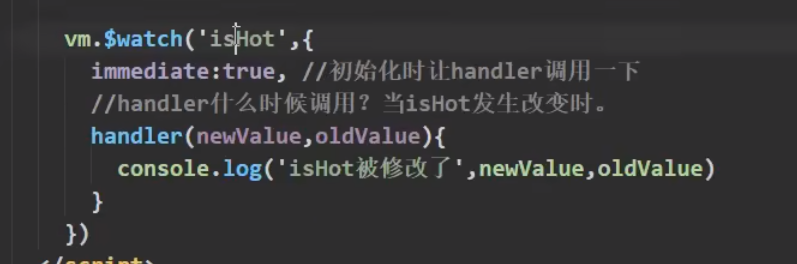 vm.$watch('isHot',{
immediate:true, //初始化时让handler调用一下
//handler什么时候调用？当isHot发生改变时。
handler(newValue,oldValue){
console.log('isHot被修改了',newValue,oldValue)
}
})
</script>